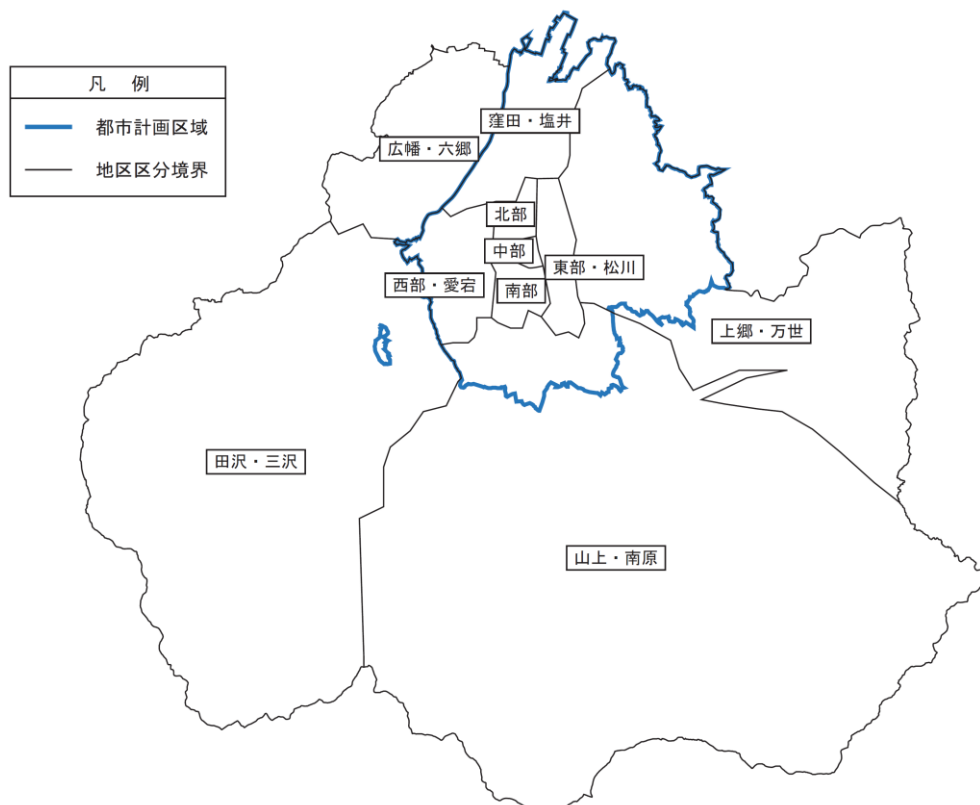 凡 例
都市計画区域
地区区分境界
窪田・塩井
広幡・六郷
北部
中部
東部・松川
西部・愛宕
南部
上郷・万世
田沢・三沢
山上・南原